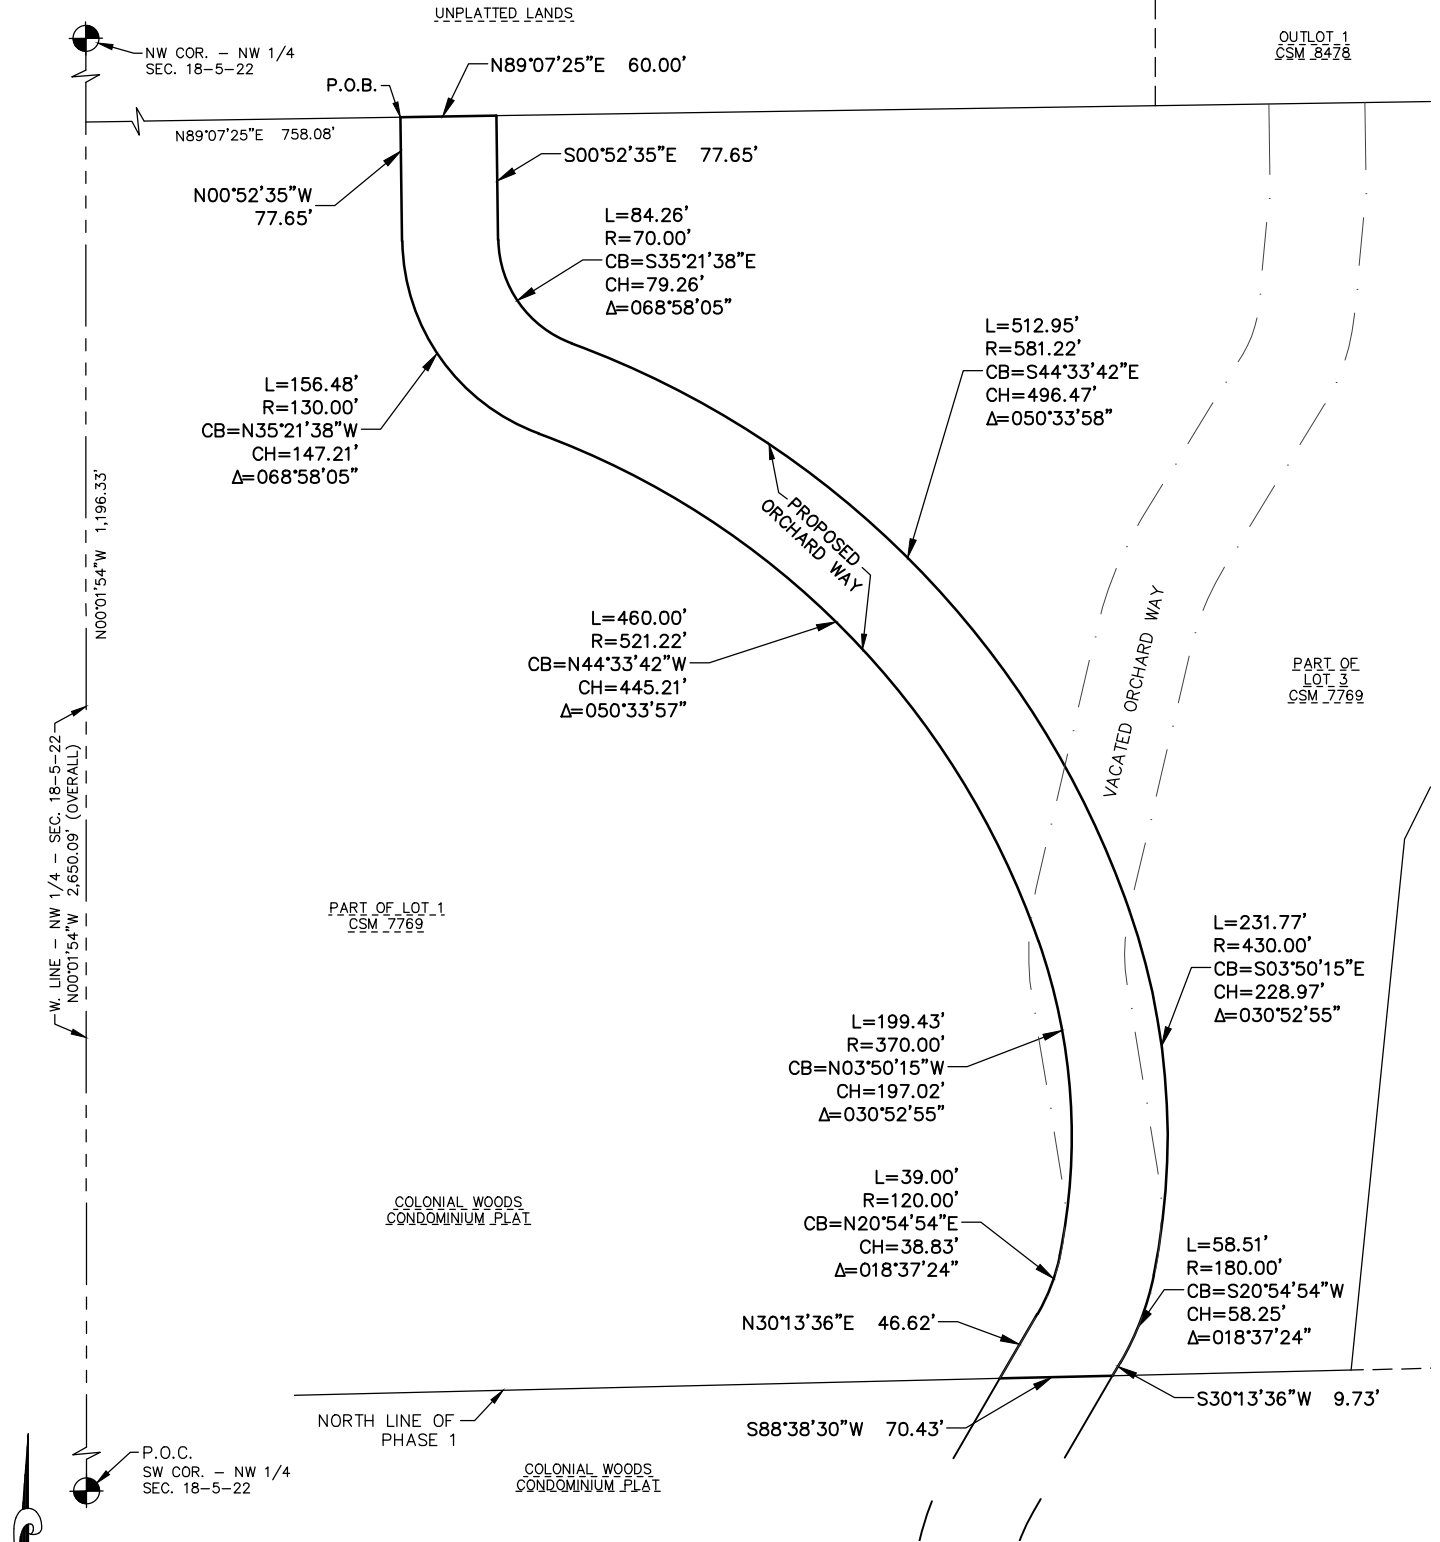 UNPLATTED LANDS
OUTLOT 1
CSM 8478
NW COR. – NW 1/4
SEC. 18–5–22
N89°07'25"E 60.00'
P.O.B.
N89°07'25"E 758.08'
S00°52'35"E 77.65'
N00°52'35"W
77.65'
L=84.26'
R=70.00'
CB=S35°21'38"E
CH=79.26'
Δ=068°58'05"
L=512.95'
R=581.22'
CB=S44°33'42"E
CH=496.47'
Δ=050°33'58"
L=156.48'
R=130.00'
CB=N35°21'38"W
CH=147.21'
Δ=068°58'05"
N00°01'54"W 1,196.33'
PROPOSED
ORCHARD WAY
L=460.00'
R=521.22'
CB=N44°33'42"W
CH=445.21'
Δ=050°33'57"
VACATED ORCHARD WAY
PART OF
LOT 3
CSM 7769
W. LINE – NW 1/4 – SEC. 18–5–22
N00°01'54"W 2,650.09' (OVERALL)
PART OF LOT 1
CSM 7769
L=231.77'
R=430.00'
CB=S03°50'15"E
CH=228.97'
Δ=030°52'55"
L=199.43'
R=370.00'
CB=N03°50'15"W
CH=197.02'
Δ=030°52'55"
COLONIAL WOODS
CONDOMINIUM PLAT
L=39.00'
R=120.00'
CB=N20°54'54"E
CH=38.83'
Δ=018°37'24"
L=58.51'
R=180.00'
CB=S20°54'54"W
CH=58.25'
Δ=018°37'24"
N30°13'36"E 46.62'
S30°13'36"W 9.73'
NORTH LINE OF
PHASE 1
S88°38'30"W 70.43'
P.O.C.
SW COR. – NW 1/4
SEC. 18–5–22
COLONIAL WOODS
CONDOMINIUM PLAT